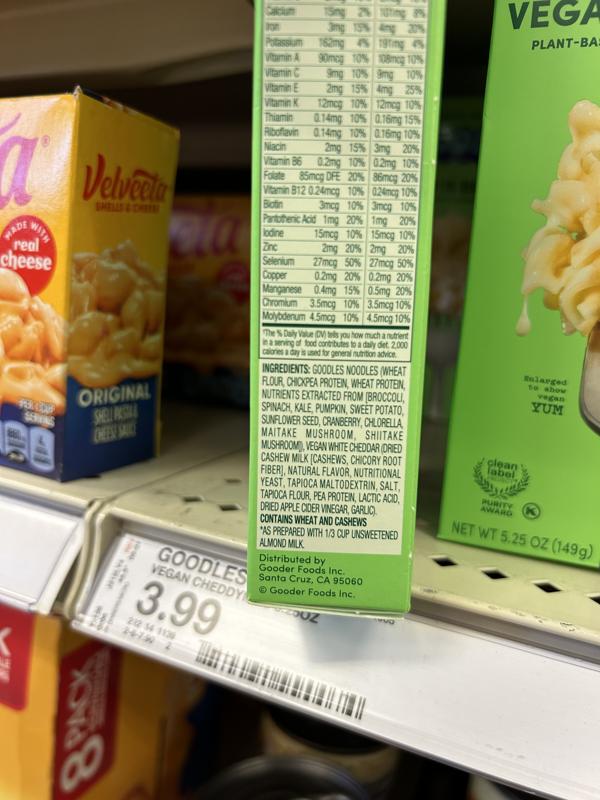 Calcium 15mg 2% 101mg 8%
Iron 3mg 15% 4mg 20%
Potassium 162mg 4% 191mg 4%
Vitamin A 90mcg 10% 108mcg 10%
Vitamin C 9mg 10% 9mg 10%
Vitamin E 2mg 15% 4mg 25%
Vitamin K 12mcg 10% 12mcg 10%
Thiamin 0.14mg 10% 0.16mg 15%
Riboflavin 0.14mg 10% 0.16mg 10%
Niacin 2mg 15% 3mg 20%
Vitamin B6 0.2mg 10% 0.2mg 10%
Folate 85mcg DFE 20% 86mcg 20%
Vitamin B12 0.24mcg 10% 0.24mcg 10%
Biotin 3mcg 10% 3mcg 10%
Pantothenic Acid 1mg 20% 1mg 20%
Iodine 15mcg 10% 15mcg 10%
Zinc 2mg 20% 2mg 20%
Selenium 27mcg 50% 27mcg 50%
Copper 0.2mg 20% 0.2mg 20%
Manganese 0.4mg 15% 0.5mg 20%
Chromium 3.5mcg 10% 3.5mcg 10%
Molybdenum 4.5mcg 10% 4.5mcg 10%
*The % Daily Value (DV) tells you how much a nutrient
in a serving of food contributes to a daily diet. 2,000
calories a day is used for general nutrition advice.
INGREDIENTS: GOODLES NOODLES (WHEAT
FLOUR, CHICKPEA PROTEIN, WHEAT PROTEIN,
NUTRIENTS EXTRACTED FROM [BROCCOLI,
SPINACH, KALE, PUMPKIN, SWEET POTATO,
SUNFLOWER SEED, CRANBERRY, CHLORELLA,
MAITAKE MUSHROOM, SHIITAKE
MUSHROOM]), VEGAN WHITE CHEDDAR (DRIED
CASHEW MILK [CASHEWS, CHICORY ROOT
FIBER], NATURAL FLAVOR, NUTRITIONAL
YEAST, TAPIOCA MALTODEXTRIN, SALT,
TAPIOCA FLOUR, PEA PROTEIN, LACTIC ACID,
DRIED APPLE CIDER VINEGAR, GARLIC).
CONTAINS WHEAT AND CASHEWS
*AS PREPARED WITH 1/3 CUP UNSWEETENED
ALMOND MILK.
Distributed by
Gooder Foods Inc.
Santa Cruz, CA 95060
© Gooder Foods Inc.
a®
MADE WITH
real
cheese
PER 1 CUP
SERVING
Velveeta
SHELLS & CHEESE
ORIGINAL
SHELL PASTA &
CHEESE SAUCE
VEGA
PLANT-BAS
Enlarged
to show
vegan
YUM
clean
label
PURITY
AWARD
K
NET WT 5.25 OZ (149g)
GOODLES
VEGAN CHEDDY
3.99
8 PACK